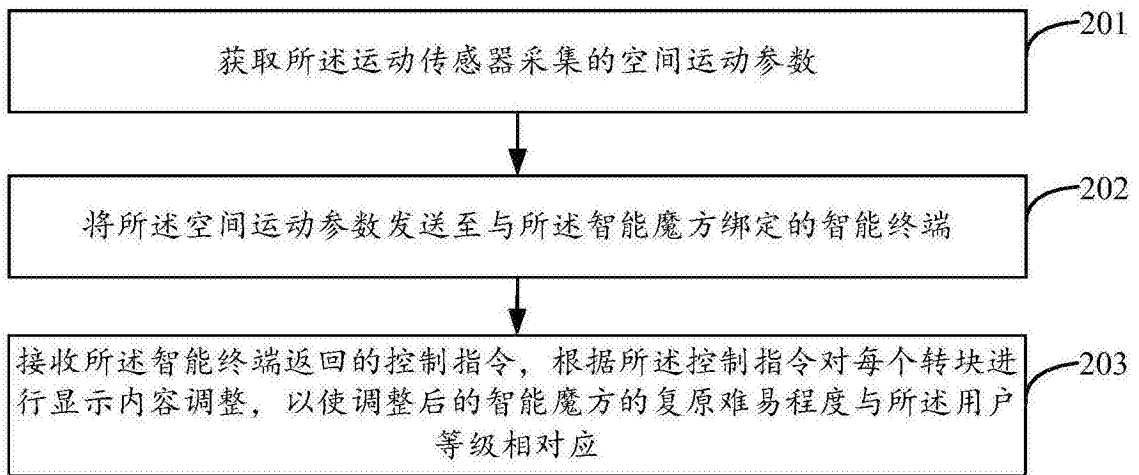 获取所述运动传感器采集的空间运动参数
201
将所述空间运动参数发送至与所述智能魔方绑定的智能终端
202
接收所述智能终端返回的控制指令，根据所述控制指令对每个转块进
行显示内容调整，以使调整后的智能魔方的复原难易程度与所述用户
等级相对应
203